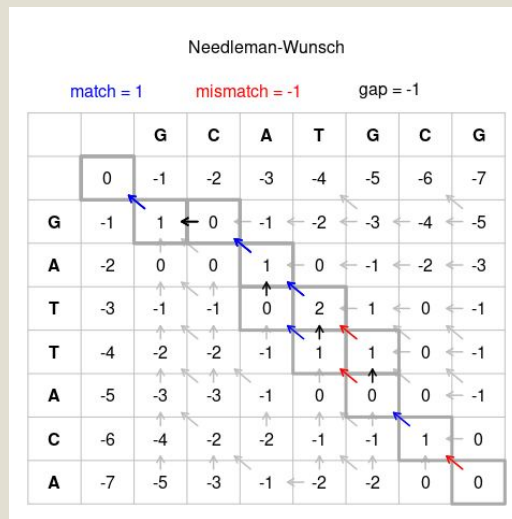 Needleman-Wunsch
match = 1 mismatch = -1 gap = -1
G C A T G C G
0 -1 -2 -3 -4 -5 -6 -7
G -1 1 0 -1 -2 -3 -4 -5
A -2 0 0 1 0 -1 -2 -3
T -3 -1 -1 0 2 1 0 -1
T -4 -2 -2 -1 1 1 0 -1
A -5 -3 -3 -1 0 0 0 -1
C -6 -4 -2 -2 -1 -1 1 0
A -7 -5 -3 -1 -2 -2 0 0